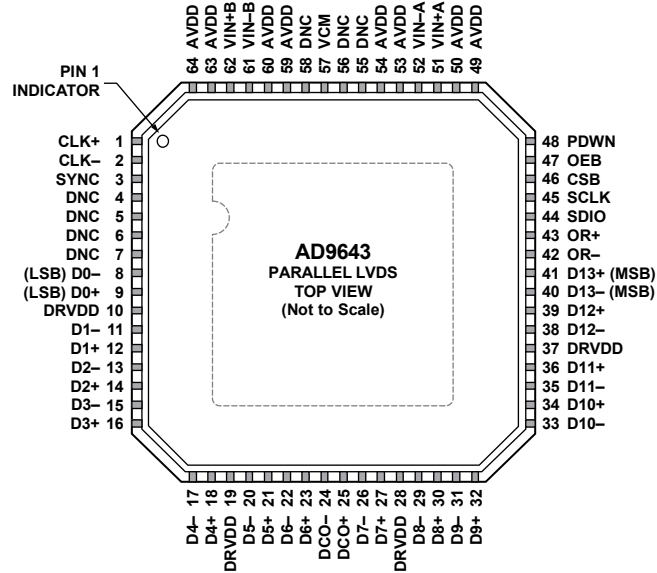 64 AVDD
63 AVDD
62 VIN+B
61 VIN–B
60 AVDD
59 AVDD
58 DNC
57 VCM
56 DNC
55 DNC
54 AVDD
53 AVDD
52 VIN–A
51 VIN+A
50 AVDD
49 AVDD
PIN 1
INDICATOR
CLK+ 1
CLK– 2
SYNC 3
DNC 4
DNC 5
DNC 6
DNC 7
(LSB) D0– 8
(LSB) D0+ 9
DRVDD 10
D1– 11
D1+ 12
D2– 13
D2+ 14
D3– 15
D3+ 16
AD9643
PARALLEL LVDS
TOP VIEW
(Not to Scale)
48 PDWN
47 OEB
46 CSB
45 SCLK
44 SDIO
43 OR+
42 OR–
41 D13+ (MSB)
40 D13– (MSB)
39 D12+
38 D12–
37 DRVDD
36 D11+
35 D11–
34 D10+
33 D10–
D4– 17
D4+ 18
DRVDD 19
D5– 20
D5+ 21
D6– 22
D6+ 23
DCO– 24
DCO+ 25
D7– 26
D7+ 27
DRVDD 28
D8– 29
D8+ 30
D9– 31
D9+ 32